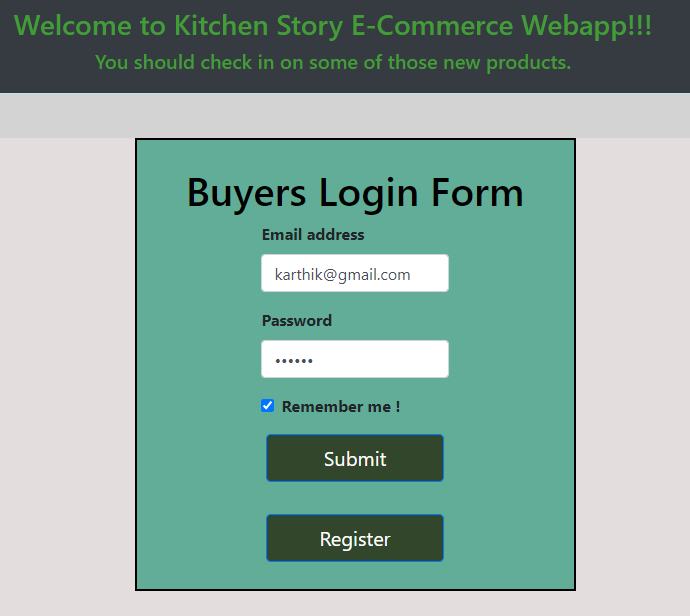 Welcome to Kitchen Story E-Commerce Webapp!!!
You should check in on some of those new products.
Buyers Login Form
Email address
karthik@gmail.com
Password
••••••
Remember me !
Submit
Register